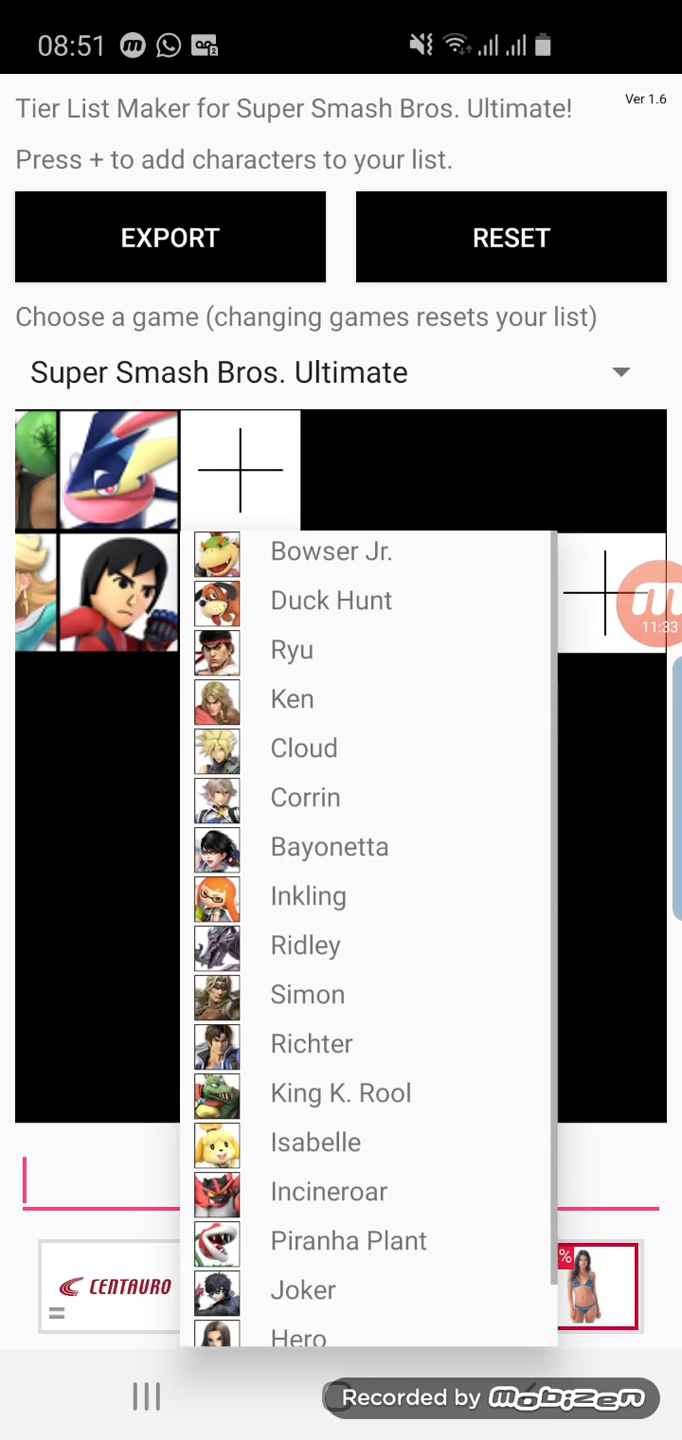 08:51
Tier List Maker for Super Smash Bros. Ultimate!
Ver 1.6
Press + to add characters to your list.
EXPORT
RESET
Choose a game (changing games resets your list)
Super Smash Bros. Ultimate
11:33
Bowser Jr.
Duck Hunt
Ryu
Ken
Cloud
Corrin
Bayonetta
Inkling
Ridley
Simon
Richter
King K. Rool
Isabelle
Incineroar
Piranha Plant
Joker
Hero
CENTAURO
%
Recorded by mobizen